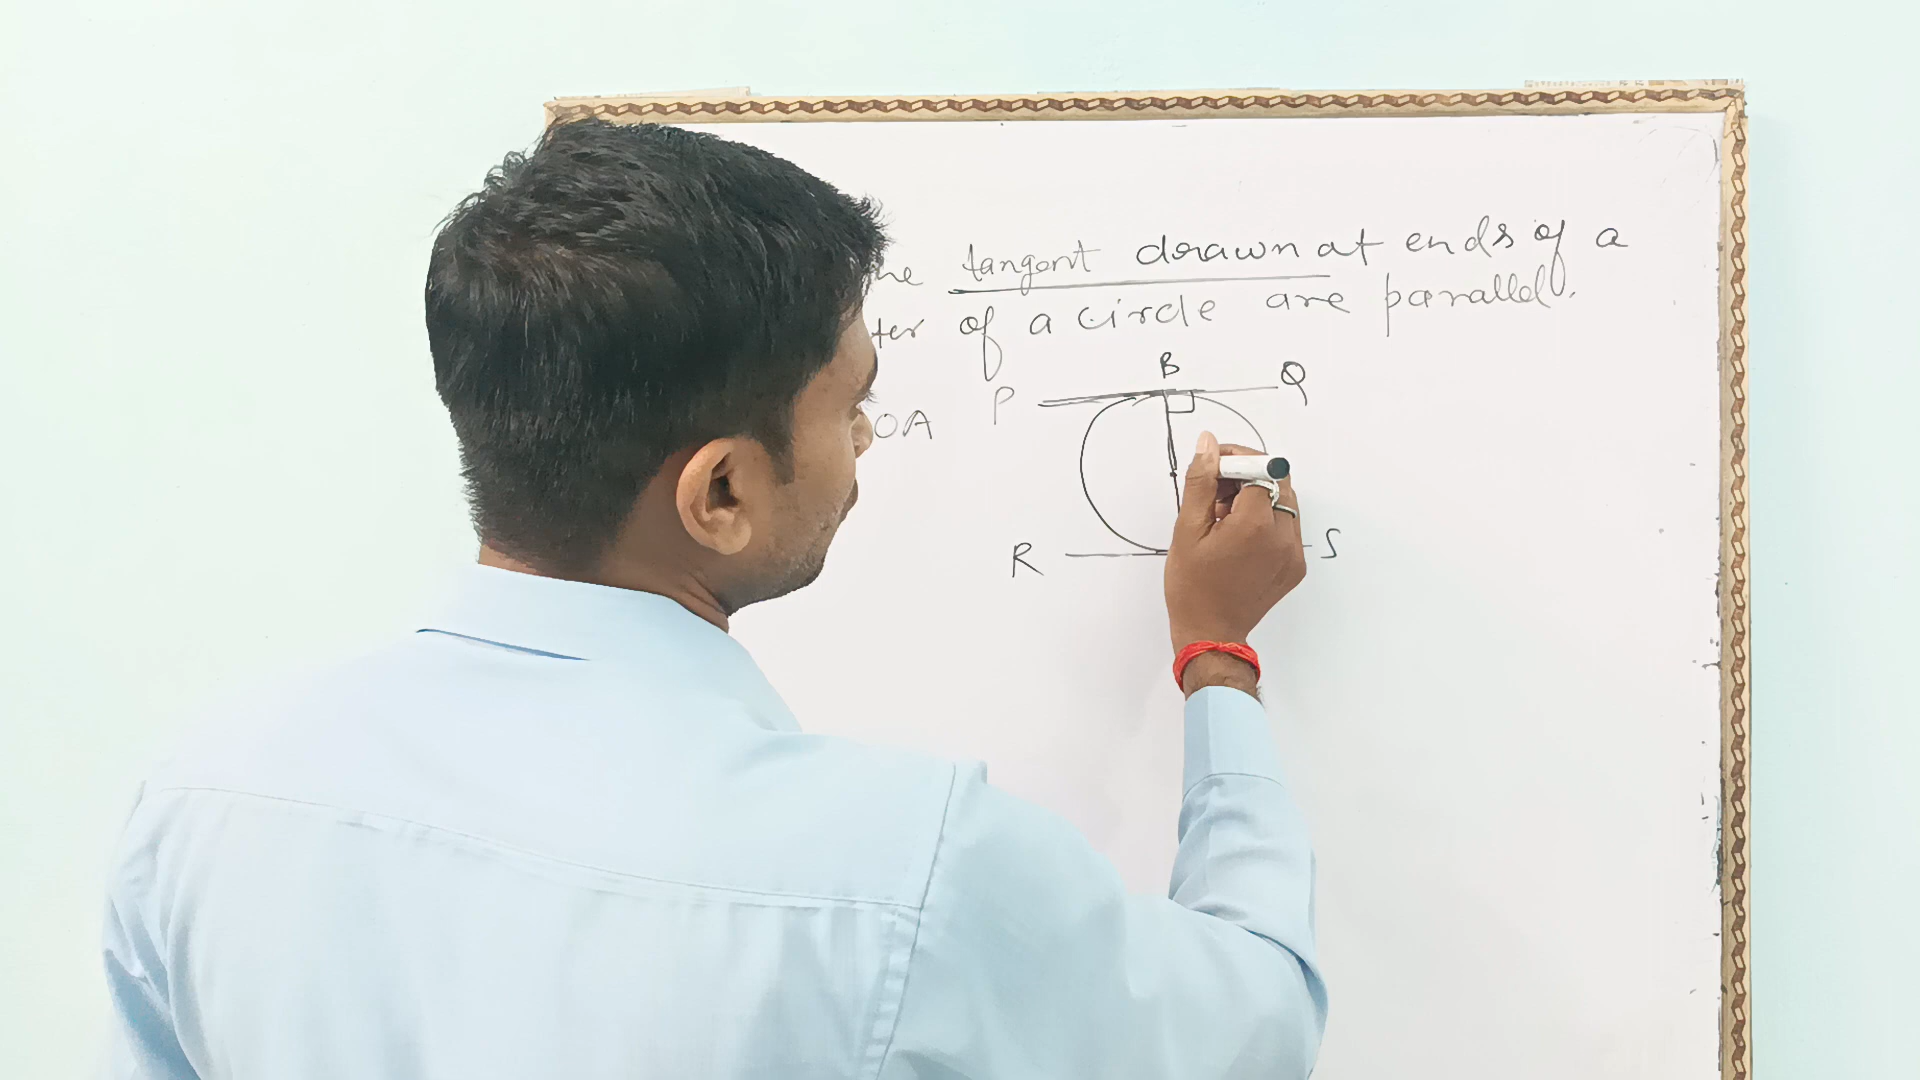 he tangent drawn at ends of a
ter of a circle are parallel.
B
P Q
OA
R S